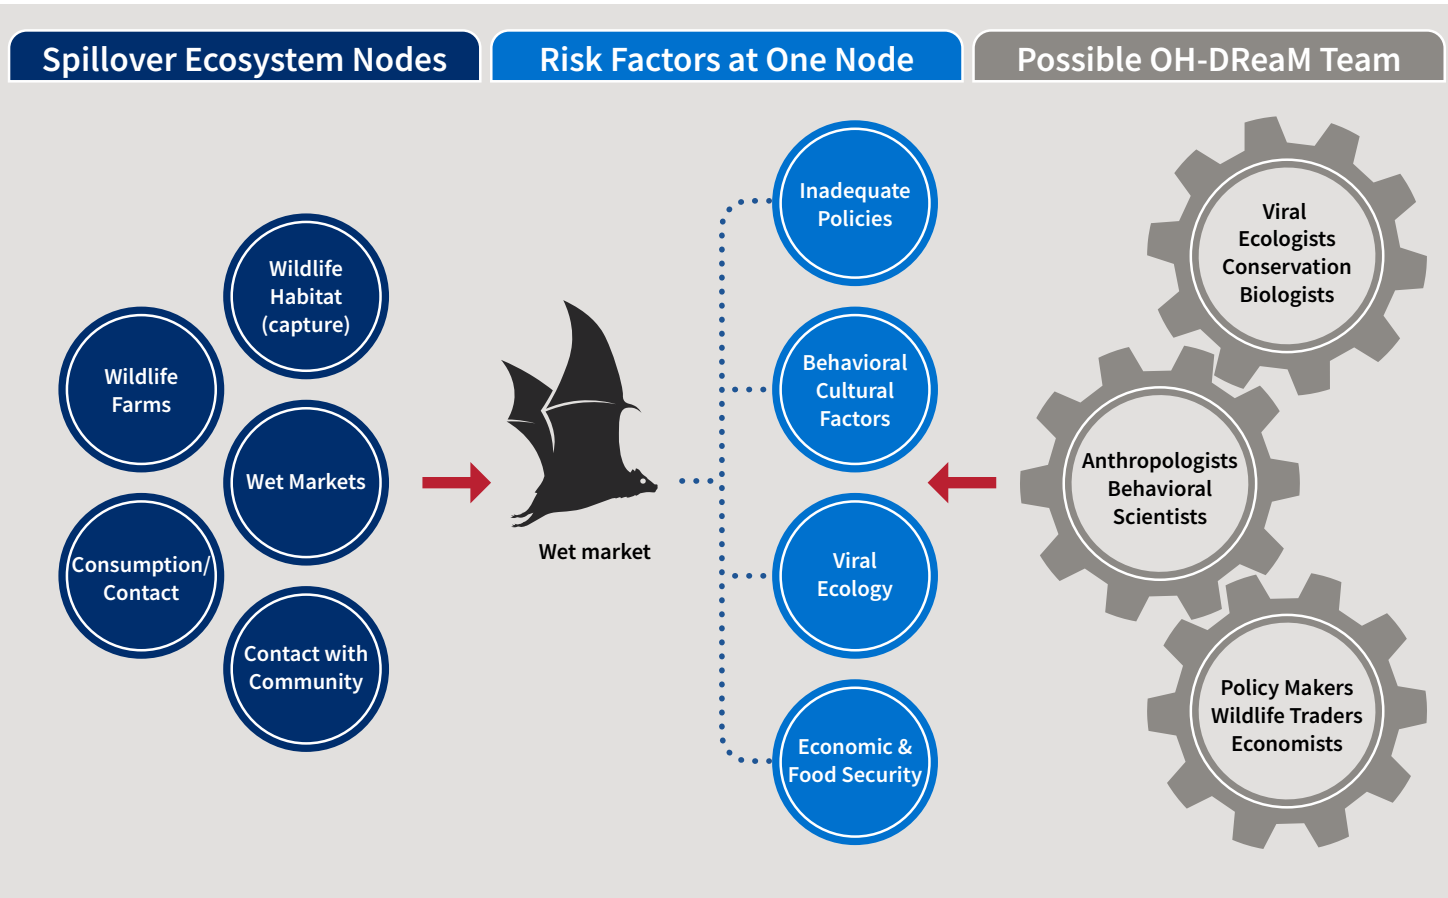 Spillover Ecosystem Nodes
Risk Factors at One Node
Possible OH-DReaM Team
Wildlife
Habitat
(capture)
Wildlife
Farms
Wet Markets
Consumption/
Contact
Contact with
Community
Wet market
Inadequate
Policies
Behavioral
Cultural
Factors
Viral
Ecology
Economic &
Food Security
Viral
Ecologists
Conservation
Biologists
Anthropologists
Behavioral
Scientists
Policy Makers
Wildlife Traders
Economists